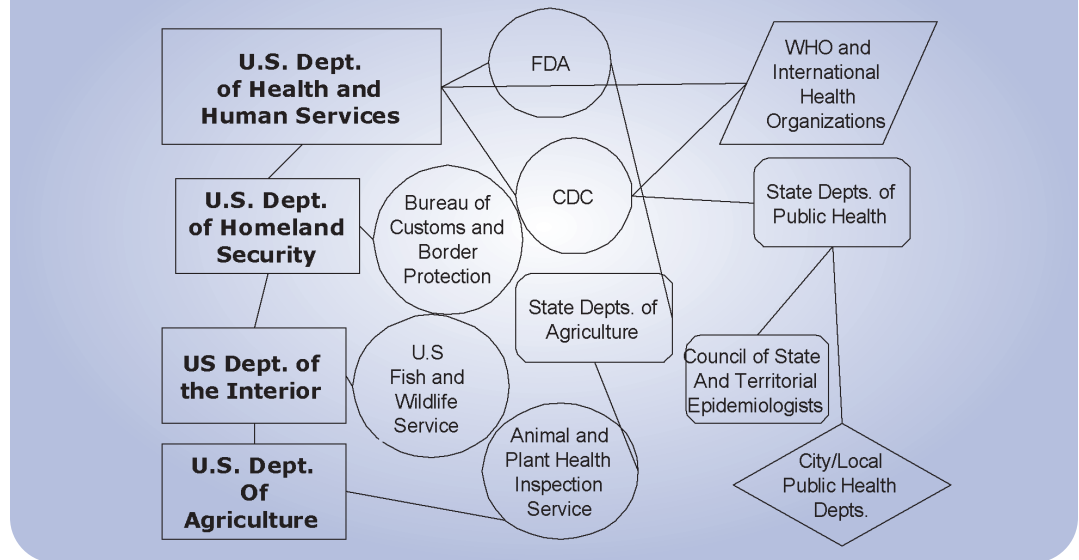 U.S. Dept.
of Health and
Human Services
FDA
WHO and
International
Health
Organizations
U.S. Dept.
of Homeland
Security
Bureau of
Customs and
Border
Protection
CDC
State Depts. of
Public Health
State Depts. of
Agriculture
US Dept. of
the Interior
U.S
Fish and
Wildlife
Service
Council of State
And Territorial
Epidemiologists
U.S. Dept.
Of
Agriculture
Animal and
Plant Health
Inspection
Service
City/Local
Public Health
Depts.